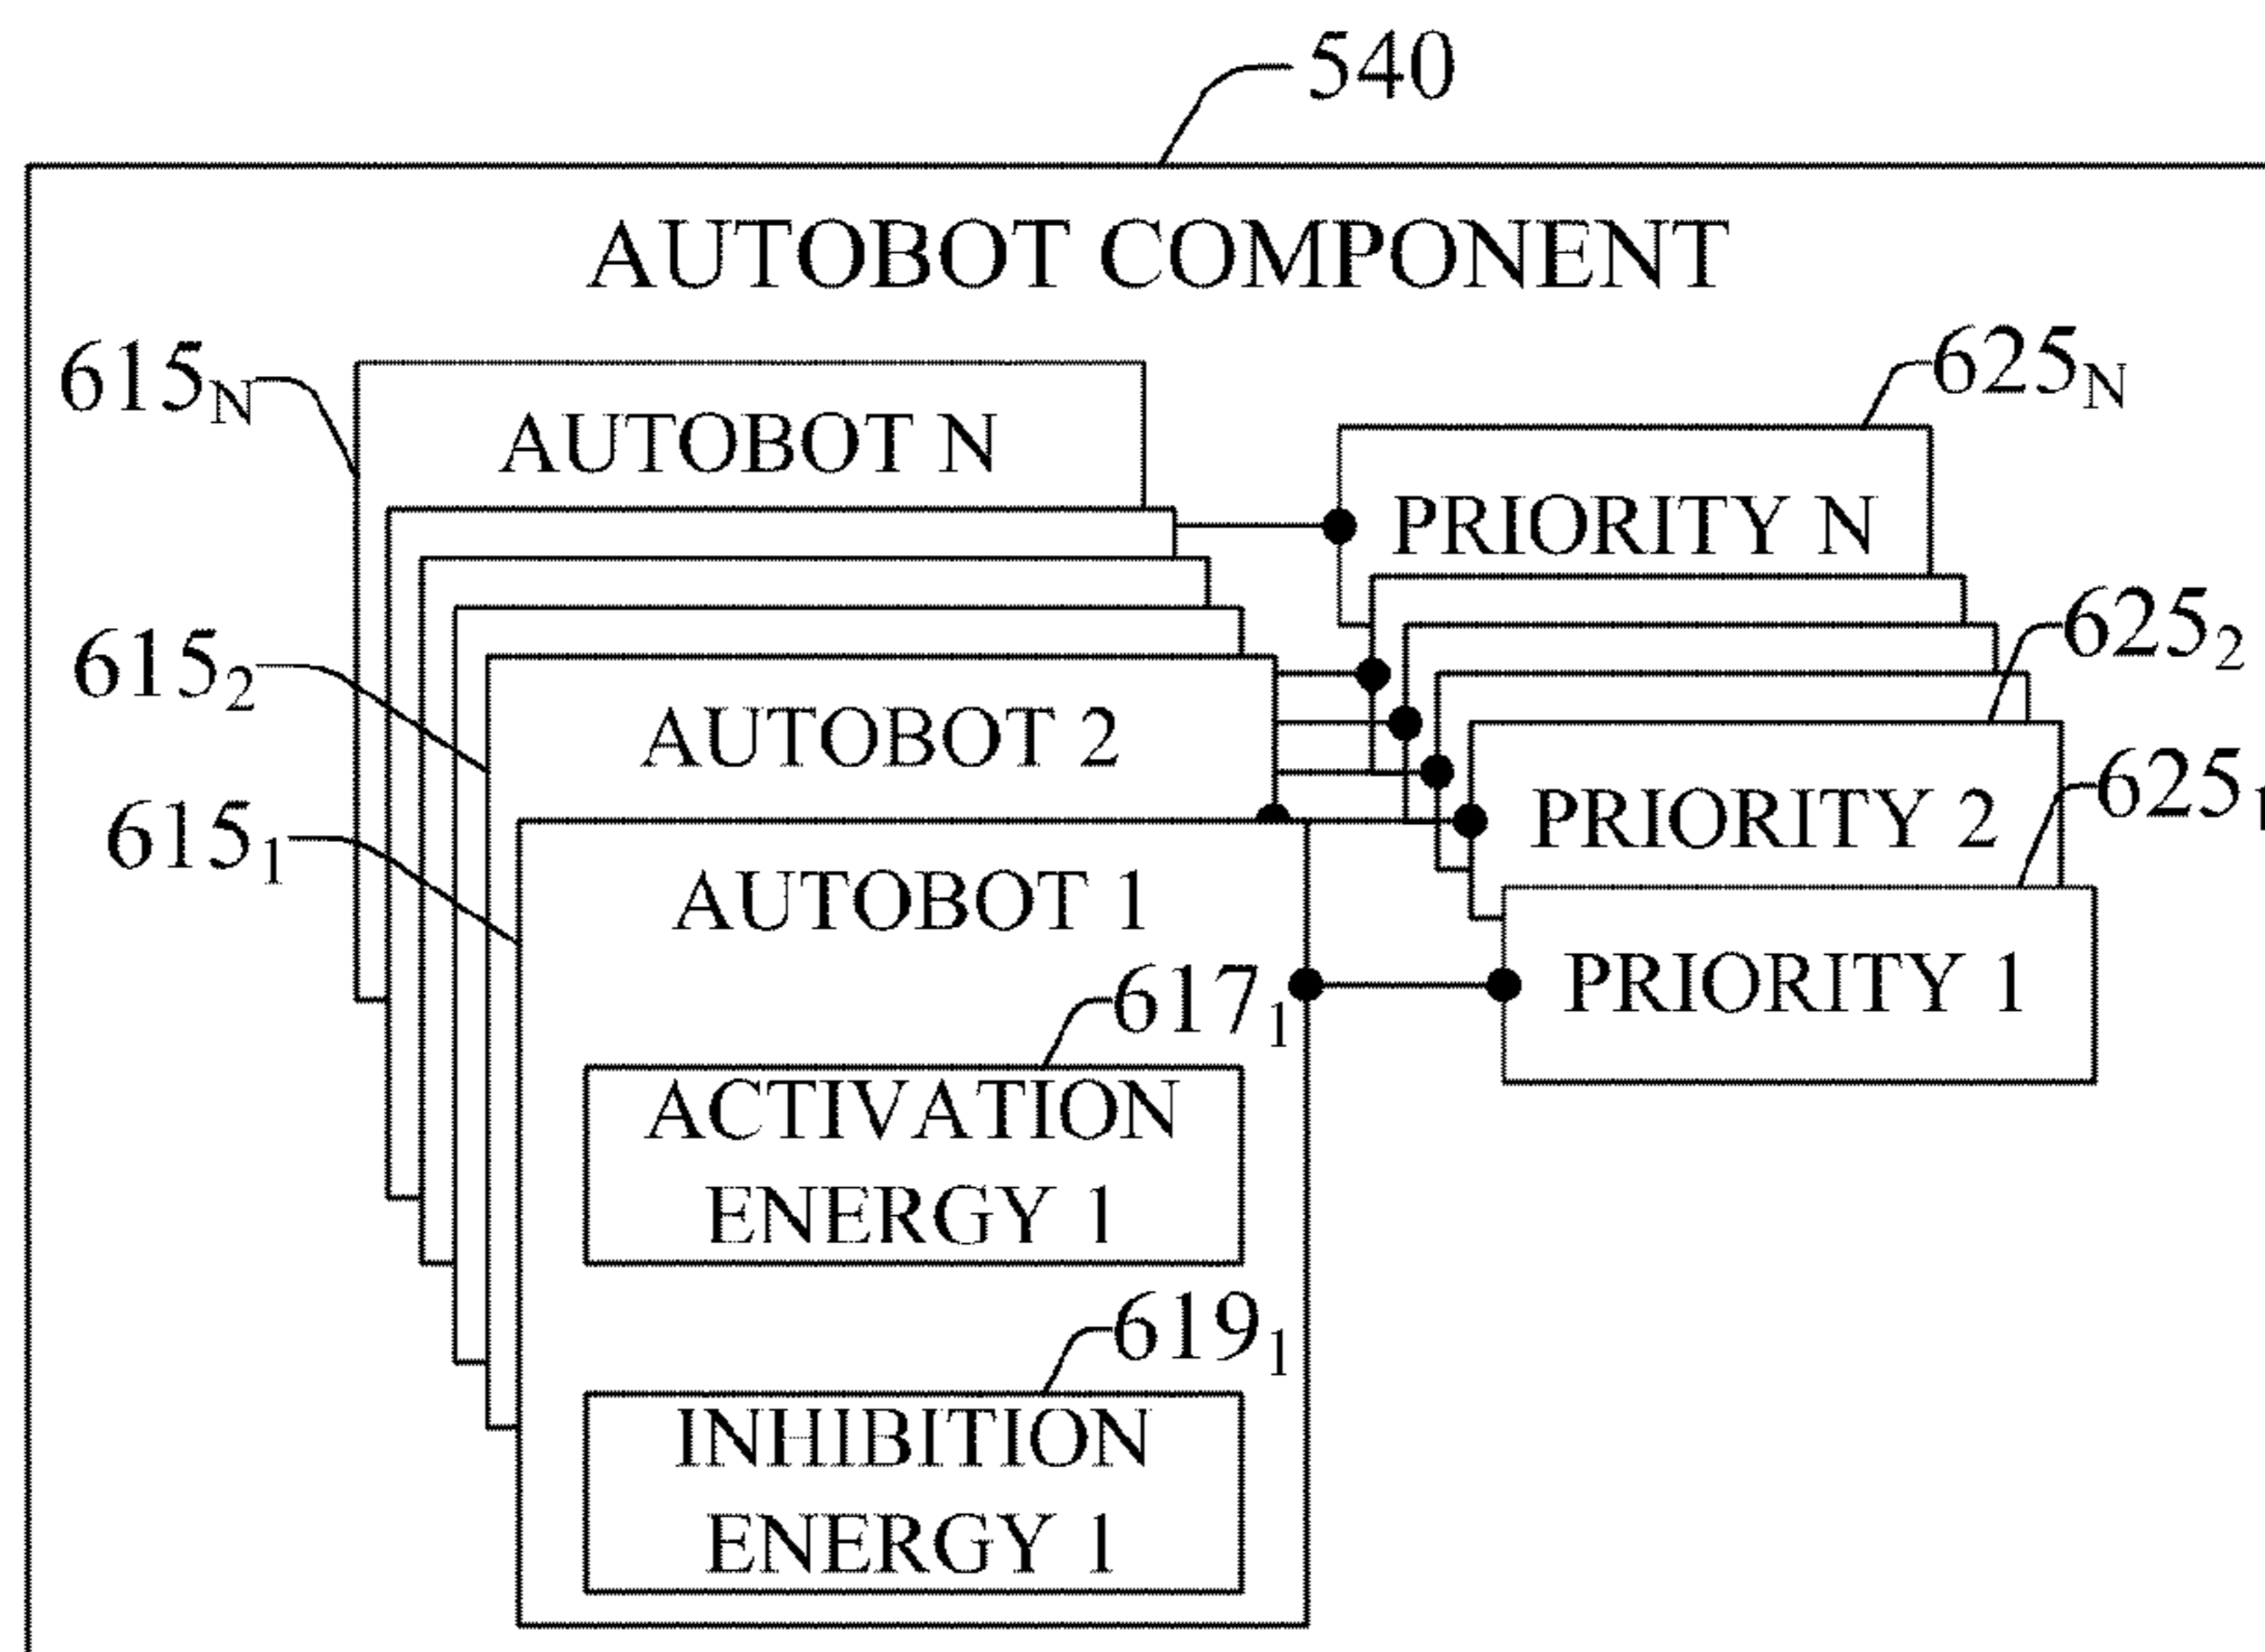 540
AUTOBOT COMPONENT
615N
625N
AUTOBOT N
PRIORITY N
6152
6252
AUTOBOT 2
PRIORITY 2
6251
6151
AUTOBOT 1
PRIORITY 1
6171
ACTIVATION
ENERGY 1
6191
INHIBITION
ENERGY 1